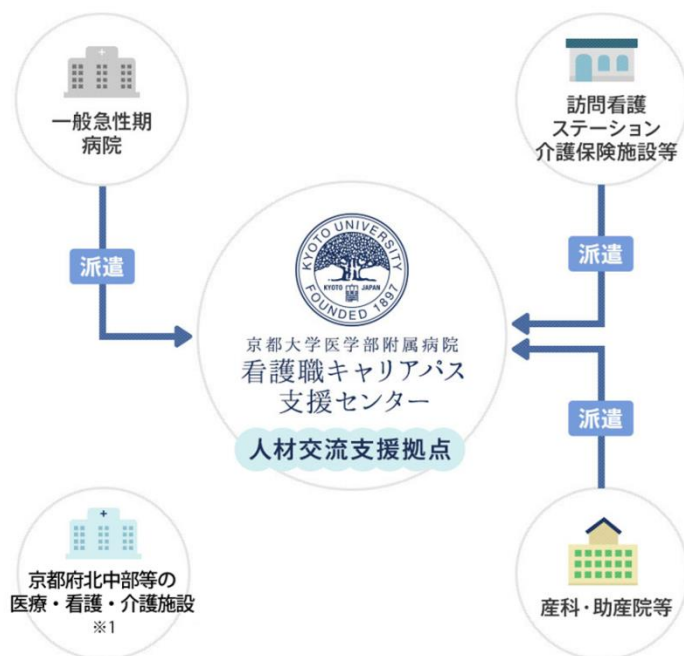 一般急性期
病院
訪問看護
ステーション
介護保険施設等
派遣
派遣
KYOTO UNIVERSITY
KYOTO JAPAN
FOUNDED 1897
京都大学医学部附属病院
看護職キャリアパス
支援センター
人材交流支援拠点
派遣
京都府北中部等の
医療・看護・介護施設
※1
産科・助産院等